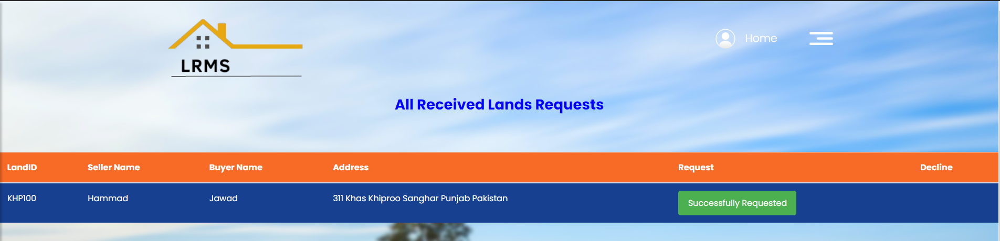 LRMS
Home
All Received Lands Requests
LandID Seller Name Buyer Name Address Request Decline
KHP100 Hammad Jawad 311 Khas Khiproo Sanghar Punjab Pakistan Successfully Requested